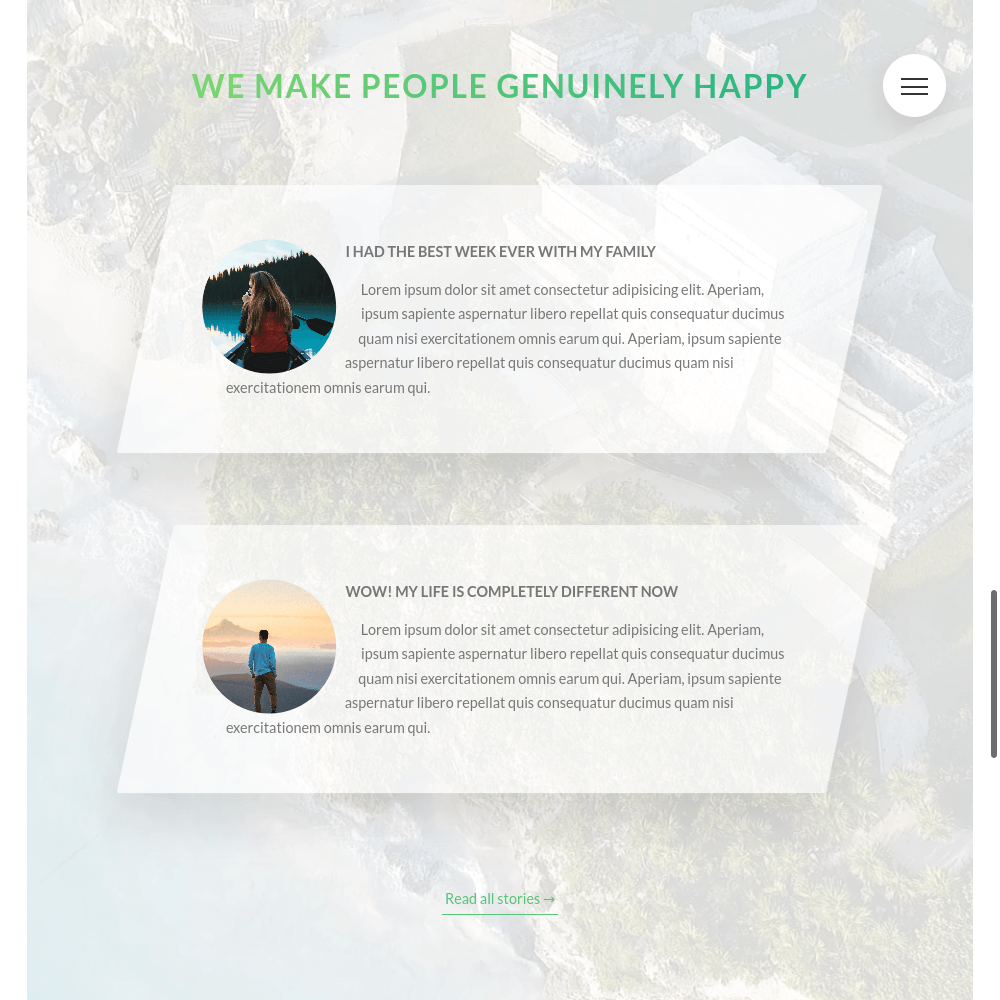 WE MAKE PEOPLE GENUINELY HAPPY
I HAD THE BEST WEEK EVER WITH MY FAMILY
Lorem ipsum dolor sit amet consectetur adipisicing elit. Aperiam,
ipsum sapiente aspernatur libero repellat quis consequatur ducimus
quam nisi exercitationem omnis earum qui. Aperiam, ipsum sapiente
aspernatur libero repellat quis consequatur ducimus quam nisi
exercitationem omnis earum qui.
WOW! MY LIFE IS COMPLETELY DIFFERENT NOW
Lorem ipsum dolor sit amet consectetur adipisicing elit. Aperiam,
ipsum sapiente aspernatur libero repellat quis consequatur ducimus
quam nisi exercitationem omnis earum qui. Aperiam, ipsum sapiente
aspernatur libero repellat quis consequatur ducimus quam nisi
exercitationem omnis earum qui.
Read all stories →